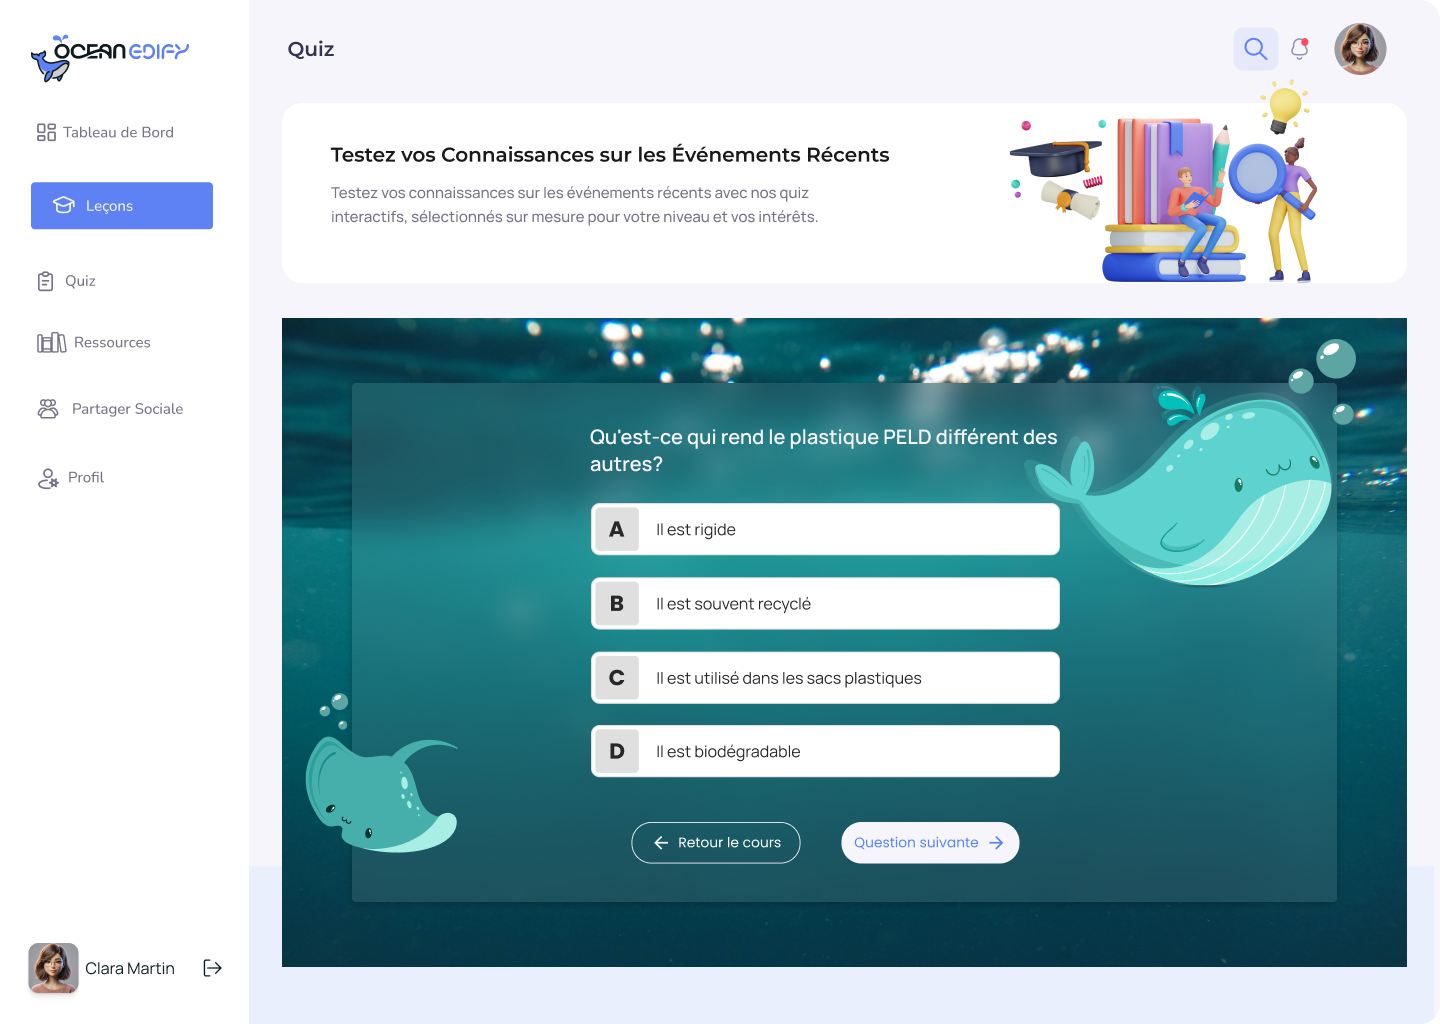 OCEAN EDIFY
Quiz
Tableau de Bord
Leçons
Quiz
Ressources
Partager Sociale
Profil
Clara Martin
Testez vos Connaissances sur les Événements Récents
Testez vos connaissances sur les événements récents avec nos quiz
interactifs, sélectionnés sur mesure pour votre niveau et vos intérêts.
Qu'est-ce qui rend le plastique PELD différent des
autres?
A Il est rigide
B Il est souvent recyclé
C Il est utilisé dans les sacs plastiques
D Il est biodégradable
Retour le cours
Question suivante